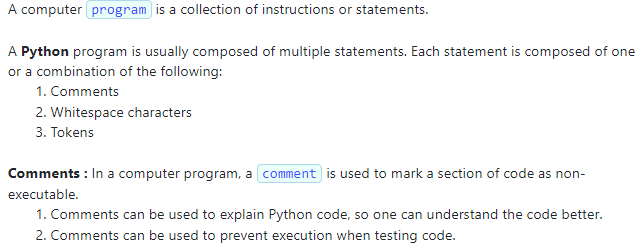 A computer program is a collection of instructions or statements.
A Python program is usually composed of multiple statements. Each statement is composed of one
or a combination of the following:
1. Comments
2. Whitespace characters
3. Tokens
Comments : In a computer program, a comment is used to mark a section of code as non-
executable.
1. Comments can be used to explain Python code, so one can understand the code better.
2. Comments can be used to prevent execution when testing code.